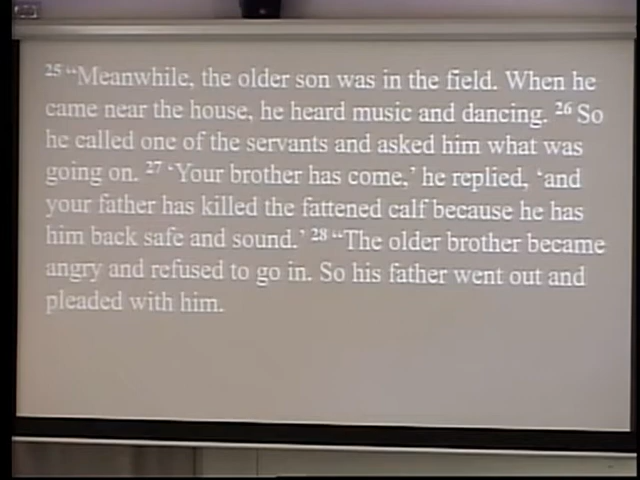 25 “Meanwhile, the older son was in the field. When he
came near the house, he heard music and dancing. 26 So
he called one of the servants and asked him what was
going on. 27 ‘Your brother has come,’ he replied, ‘and
your father has killed the fattened calf because he has
him back safe and sound.’ 28 “The older brother became
angry and refused to go in. So his father went out and
pleaded with him.